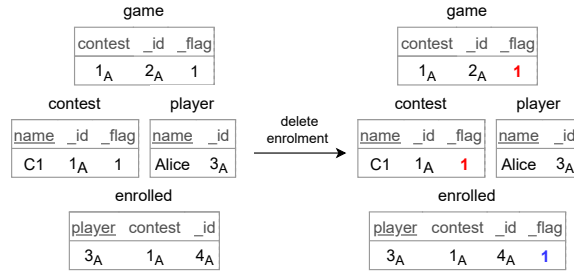 game
contest _id _flag
1A 2A 1
contest
name _id _flag
C1 1A 1
player
name _id
Alice 3A
enrolled
player contest _id
3A 1A 4A
delete
enrolment
game
contest _id _flag
1A 2A 1
contest
name _id _flag
C1 1A 1
player
name _id
Alice 3A
enrolled
player contest _id _flag
3A 1A 4A 1